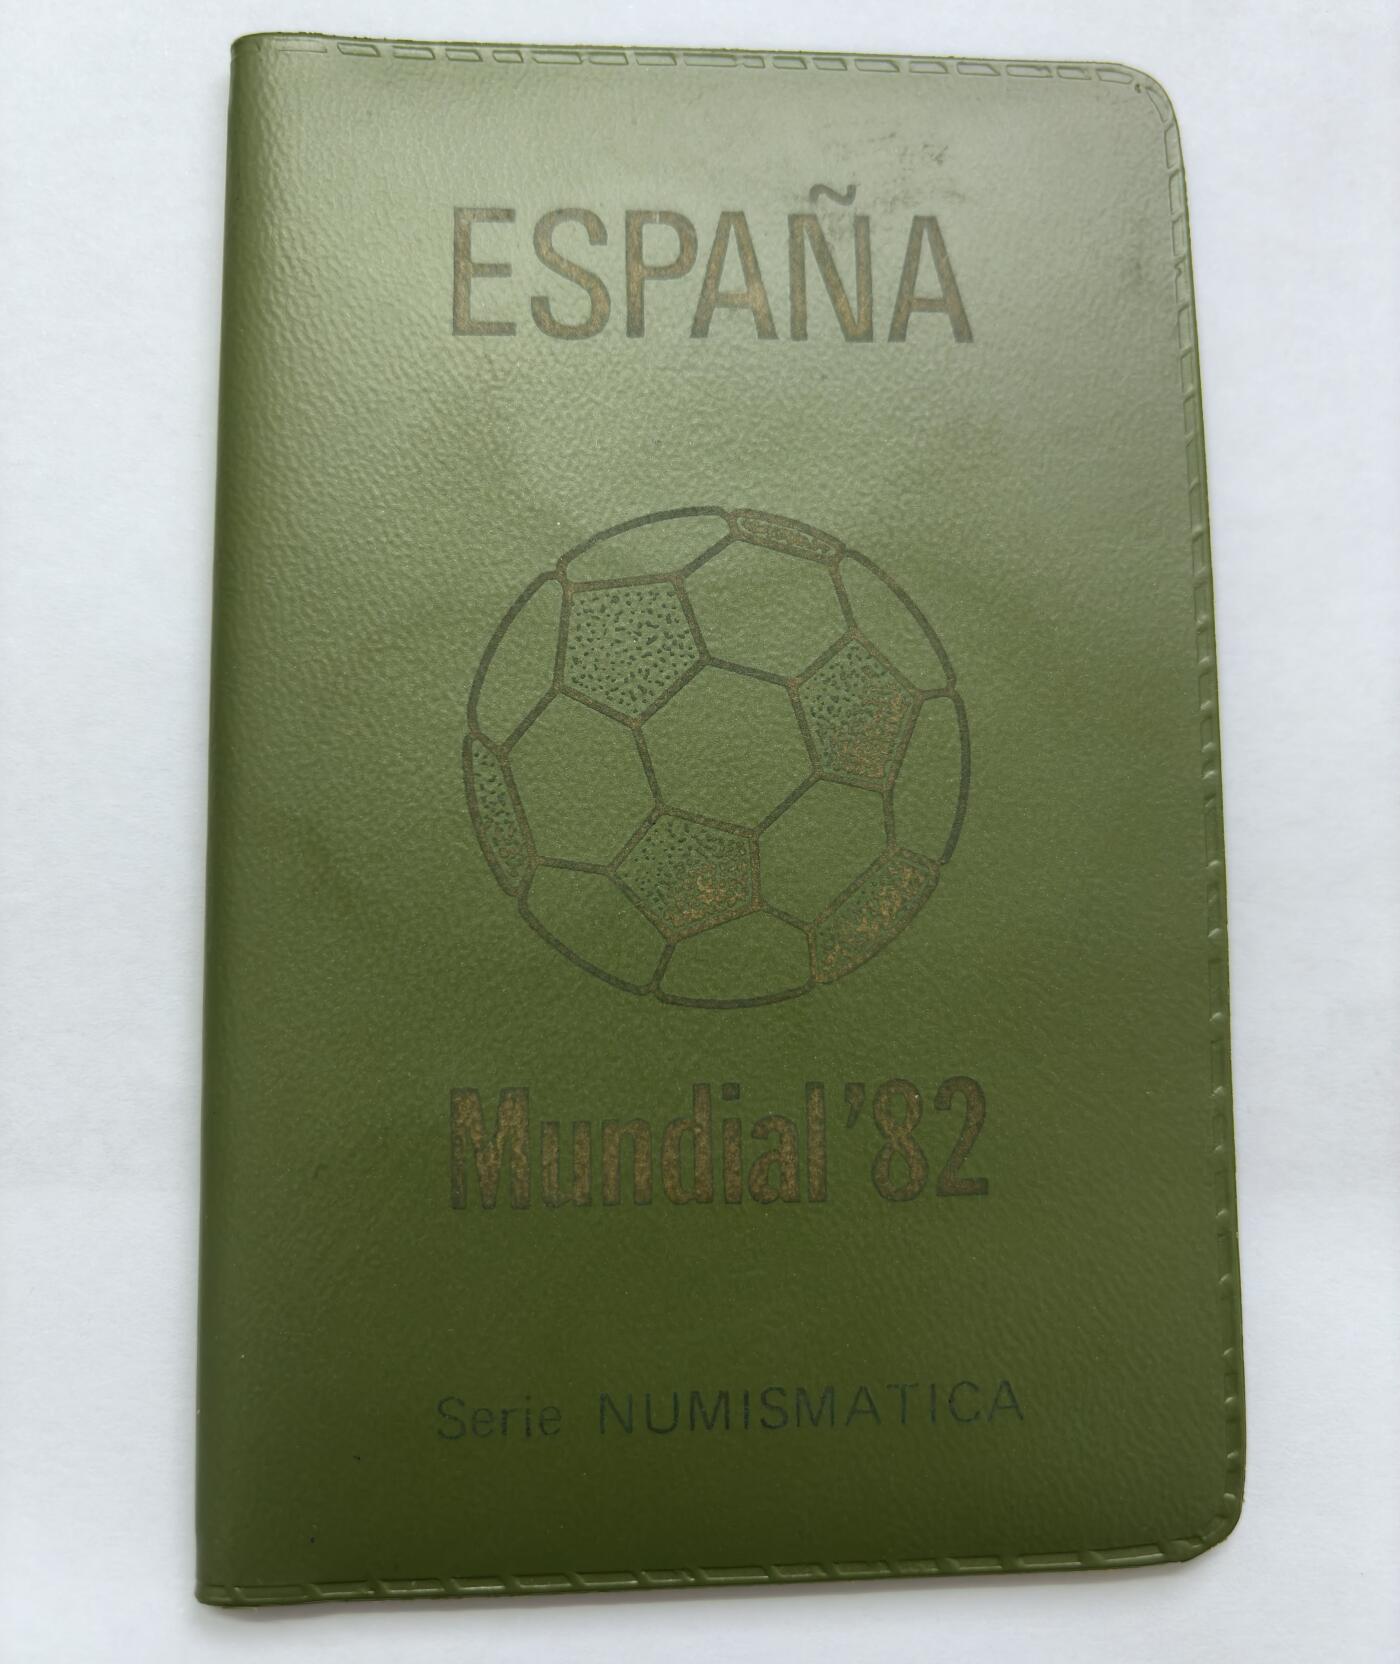 ESPAÑA
Mundial '82
Serie NUMISMATICA